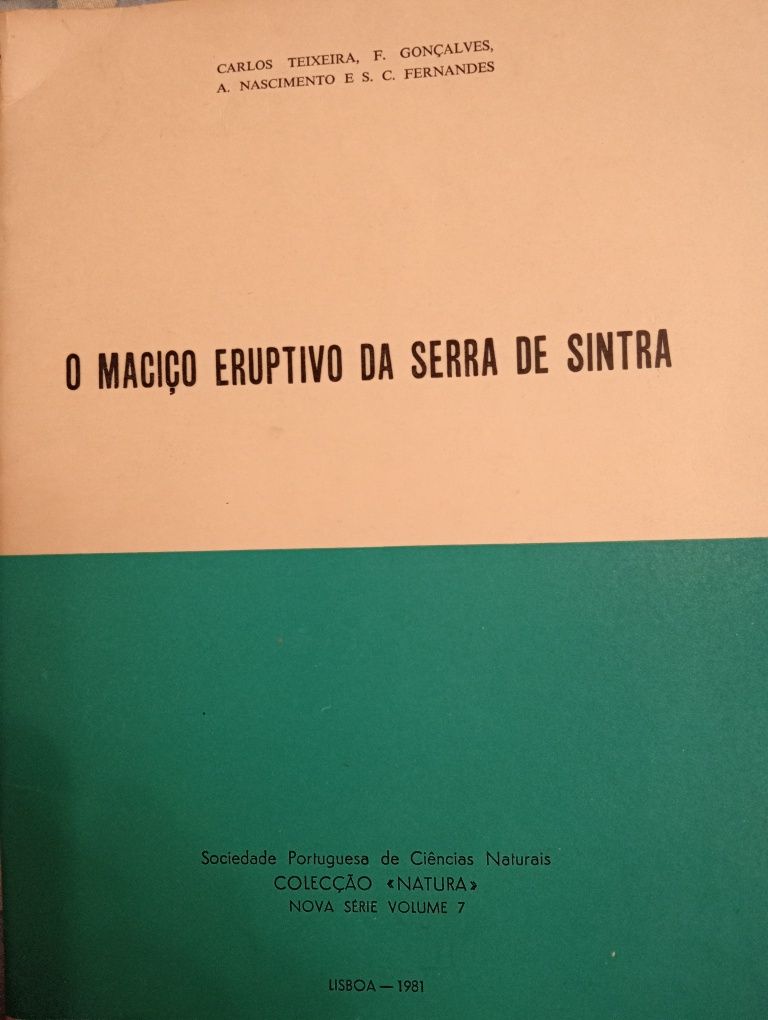 CARLOS TEIXEIRA, F. GONÇALVES,
A. NASCIMENTO E S. C. FERNANDES
O MACIÇO ERUPTIVO DA SERRA DE SINTRA
Sociedade Portuguesa de Ciências Naturais
COLECÇÃO «NATURA»
NOVA SÉRIE VOLUME 7
LISBOA — 1981